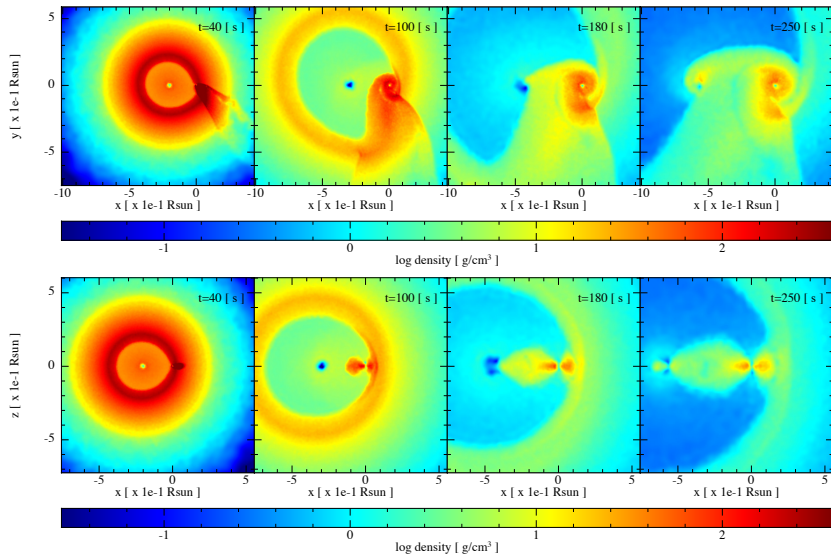 5
0
-5
y [ x 1e-1 Rsun ]
t=40 [ s ]
t=100 [ s ]
t=180 [ s ]
t=250 [ s ]
-10 -5 0
-10 -5 0
-10 -5 0
-10 -5 0
x [ x 1e-1 Rsun ]
x [ x 1e-1 Rsun ]
x [ x 1e-1 Rsun ]
x [ x 1e-1 Rsun ]
-1 0 1 2
log density [ g/cm³ ]
5
0
-5
z [ x 1e-1 Rsun ]
t=40 [ s ]
t=100 [ s ]
t=180 [ s ]
t=250 [ s ]
-5 0 5
-5 0 5
-5 0 5
-5 0 5
x [ x 1e-1 Rsun ]
x [ x 1e-1 Rsun ]
x [ x 1e-1 Rsun ]
x [ x 1e-1 Rsun ]
-1 0 1 2
log density [ g/cm³ ]